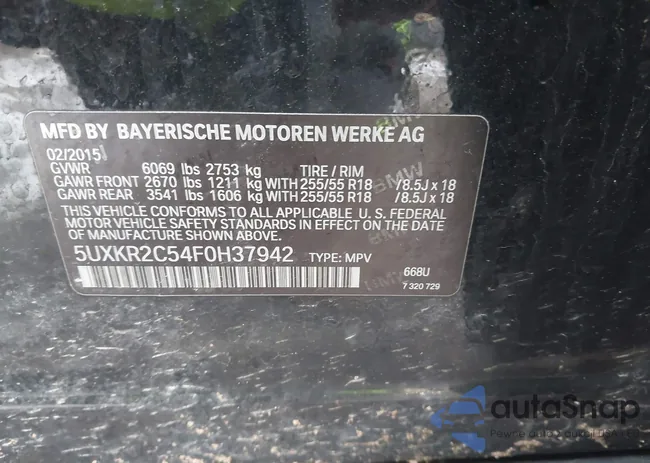 MFD BY BAYERISCHE MOTOREN WERKE AG
02/2015
GVWR 6069 lbs 2753 kg TIRE / RIM
GAWR FRONT 2670 lbs 1211 kg WITH 255/55 R18 /8.5J x 18
GAWR REAR 3541 lbs 1606 kg WITH 255/55 R18 /8.5J x 18
THIS VEHICLE CONFORMS TO ALL APPLICABLE U. S. FEDERAL
MOTOR VEHICLE SAFETY STANDARDS IN EFFECT ON THE DATE OF
MANUFACTURE SHOWN ABOVE.
5UXKR2C54F0H37942 TYPE: MPV
668U
7 320 729
BMW
autoSnap
Pewne auto z